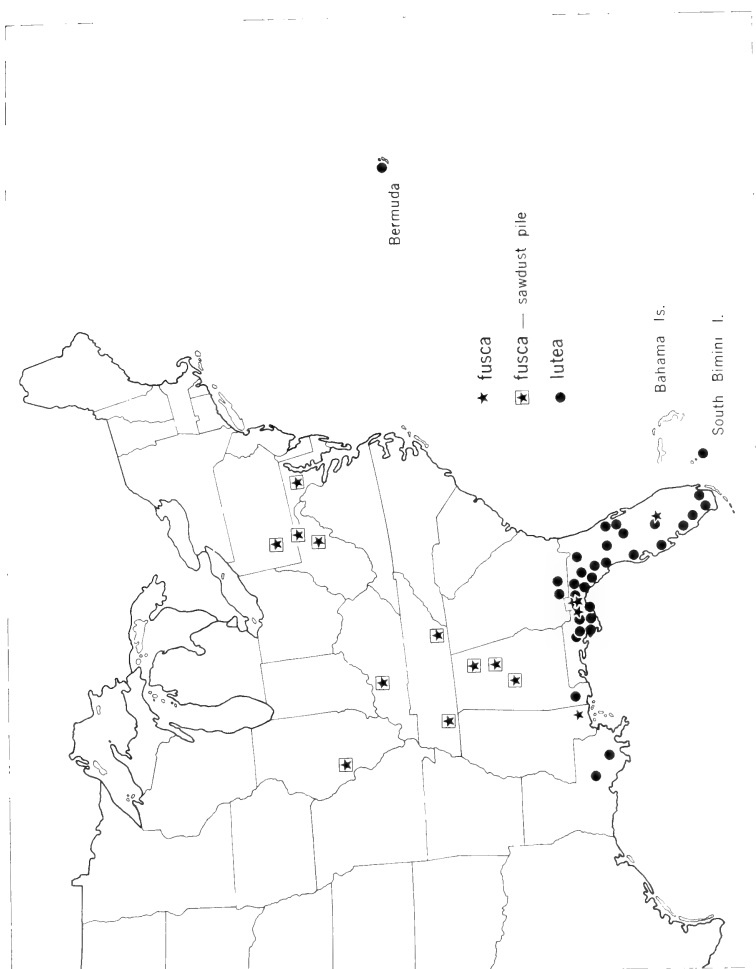 Bermuda
fusca
fusca — sawdust pile
lutea
Bahama Is.
South Bimini I.